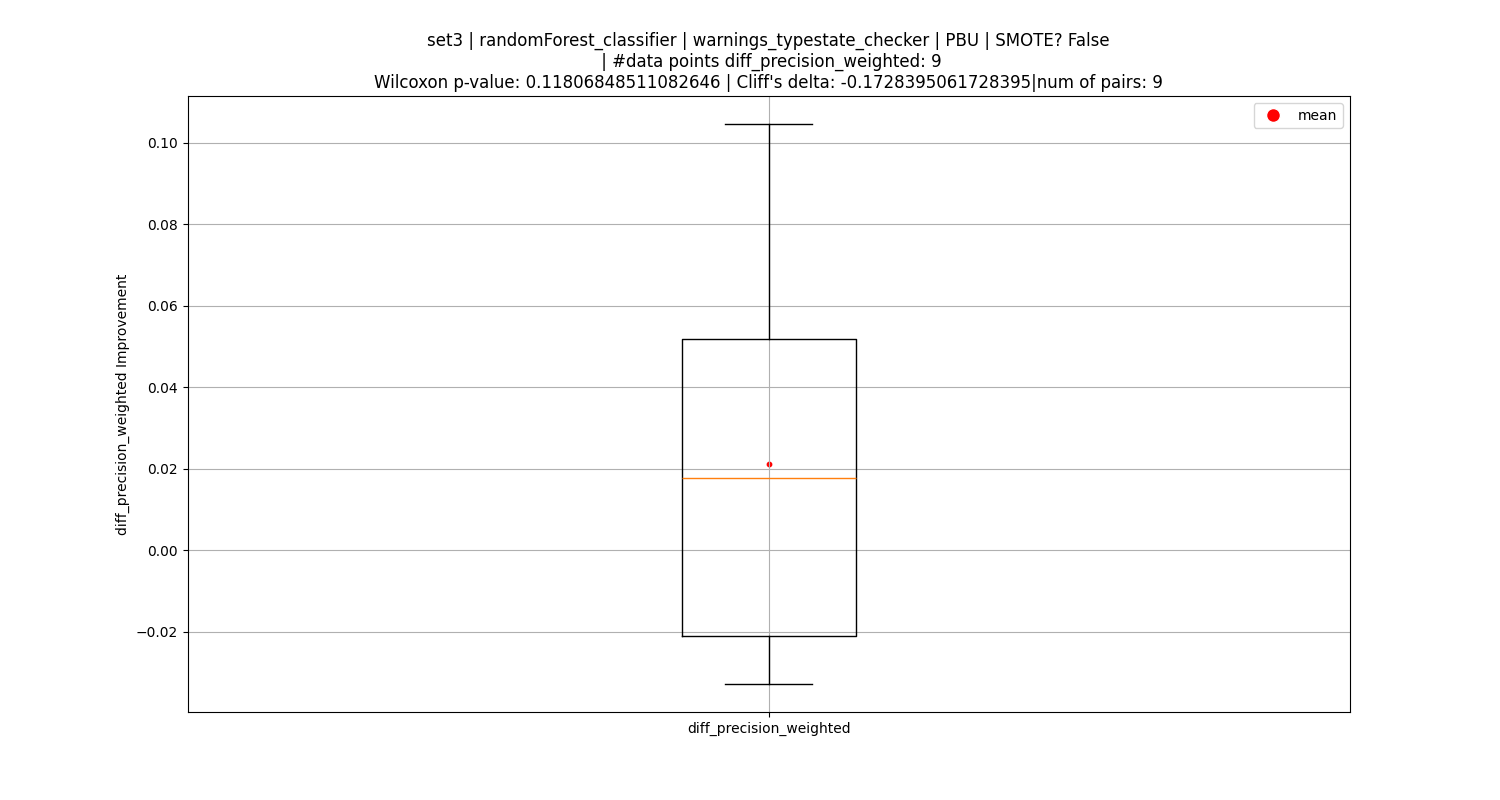 set3 | randomForest_classifier | warnings_typestate_checker | PBU | SMOTE? False
| #data points diff_precision_weighted: 9
Wilcoxon p-value: 0.11806848511082646 | Cliff's delta: -0.1728395061728395|num of pairs: 9
mean
0.10
0.08
0.06
0.04
0.02
0.00
−0.02
diff_precision_weighted Improvement
diff_precision_weighted